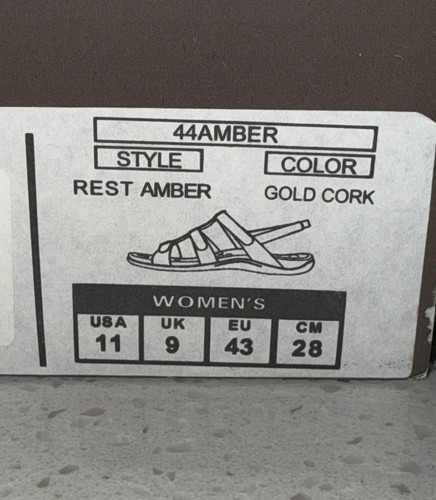 44AMBER
STYLE COLOR
REST AMBER GOLD CORK
WOMEN'S
USA UK EU CM
11 9 43 28